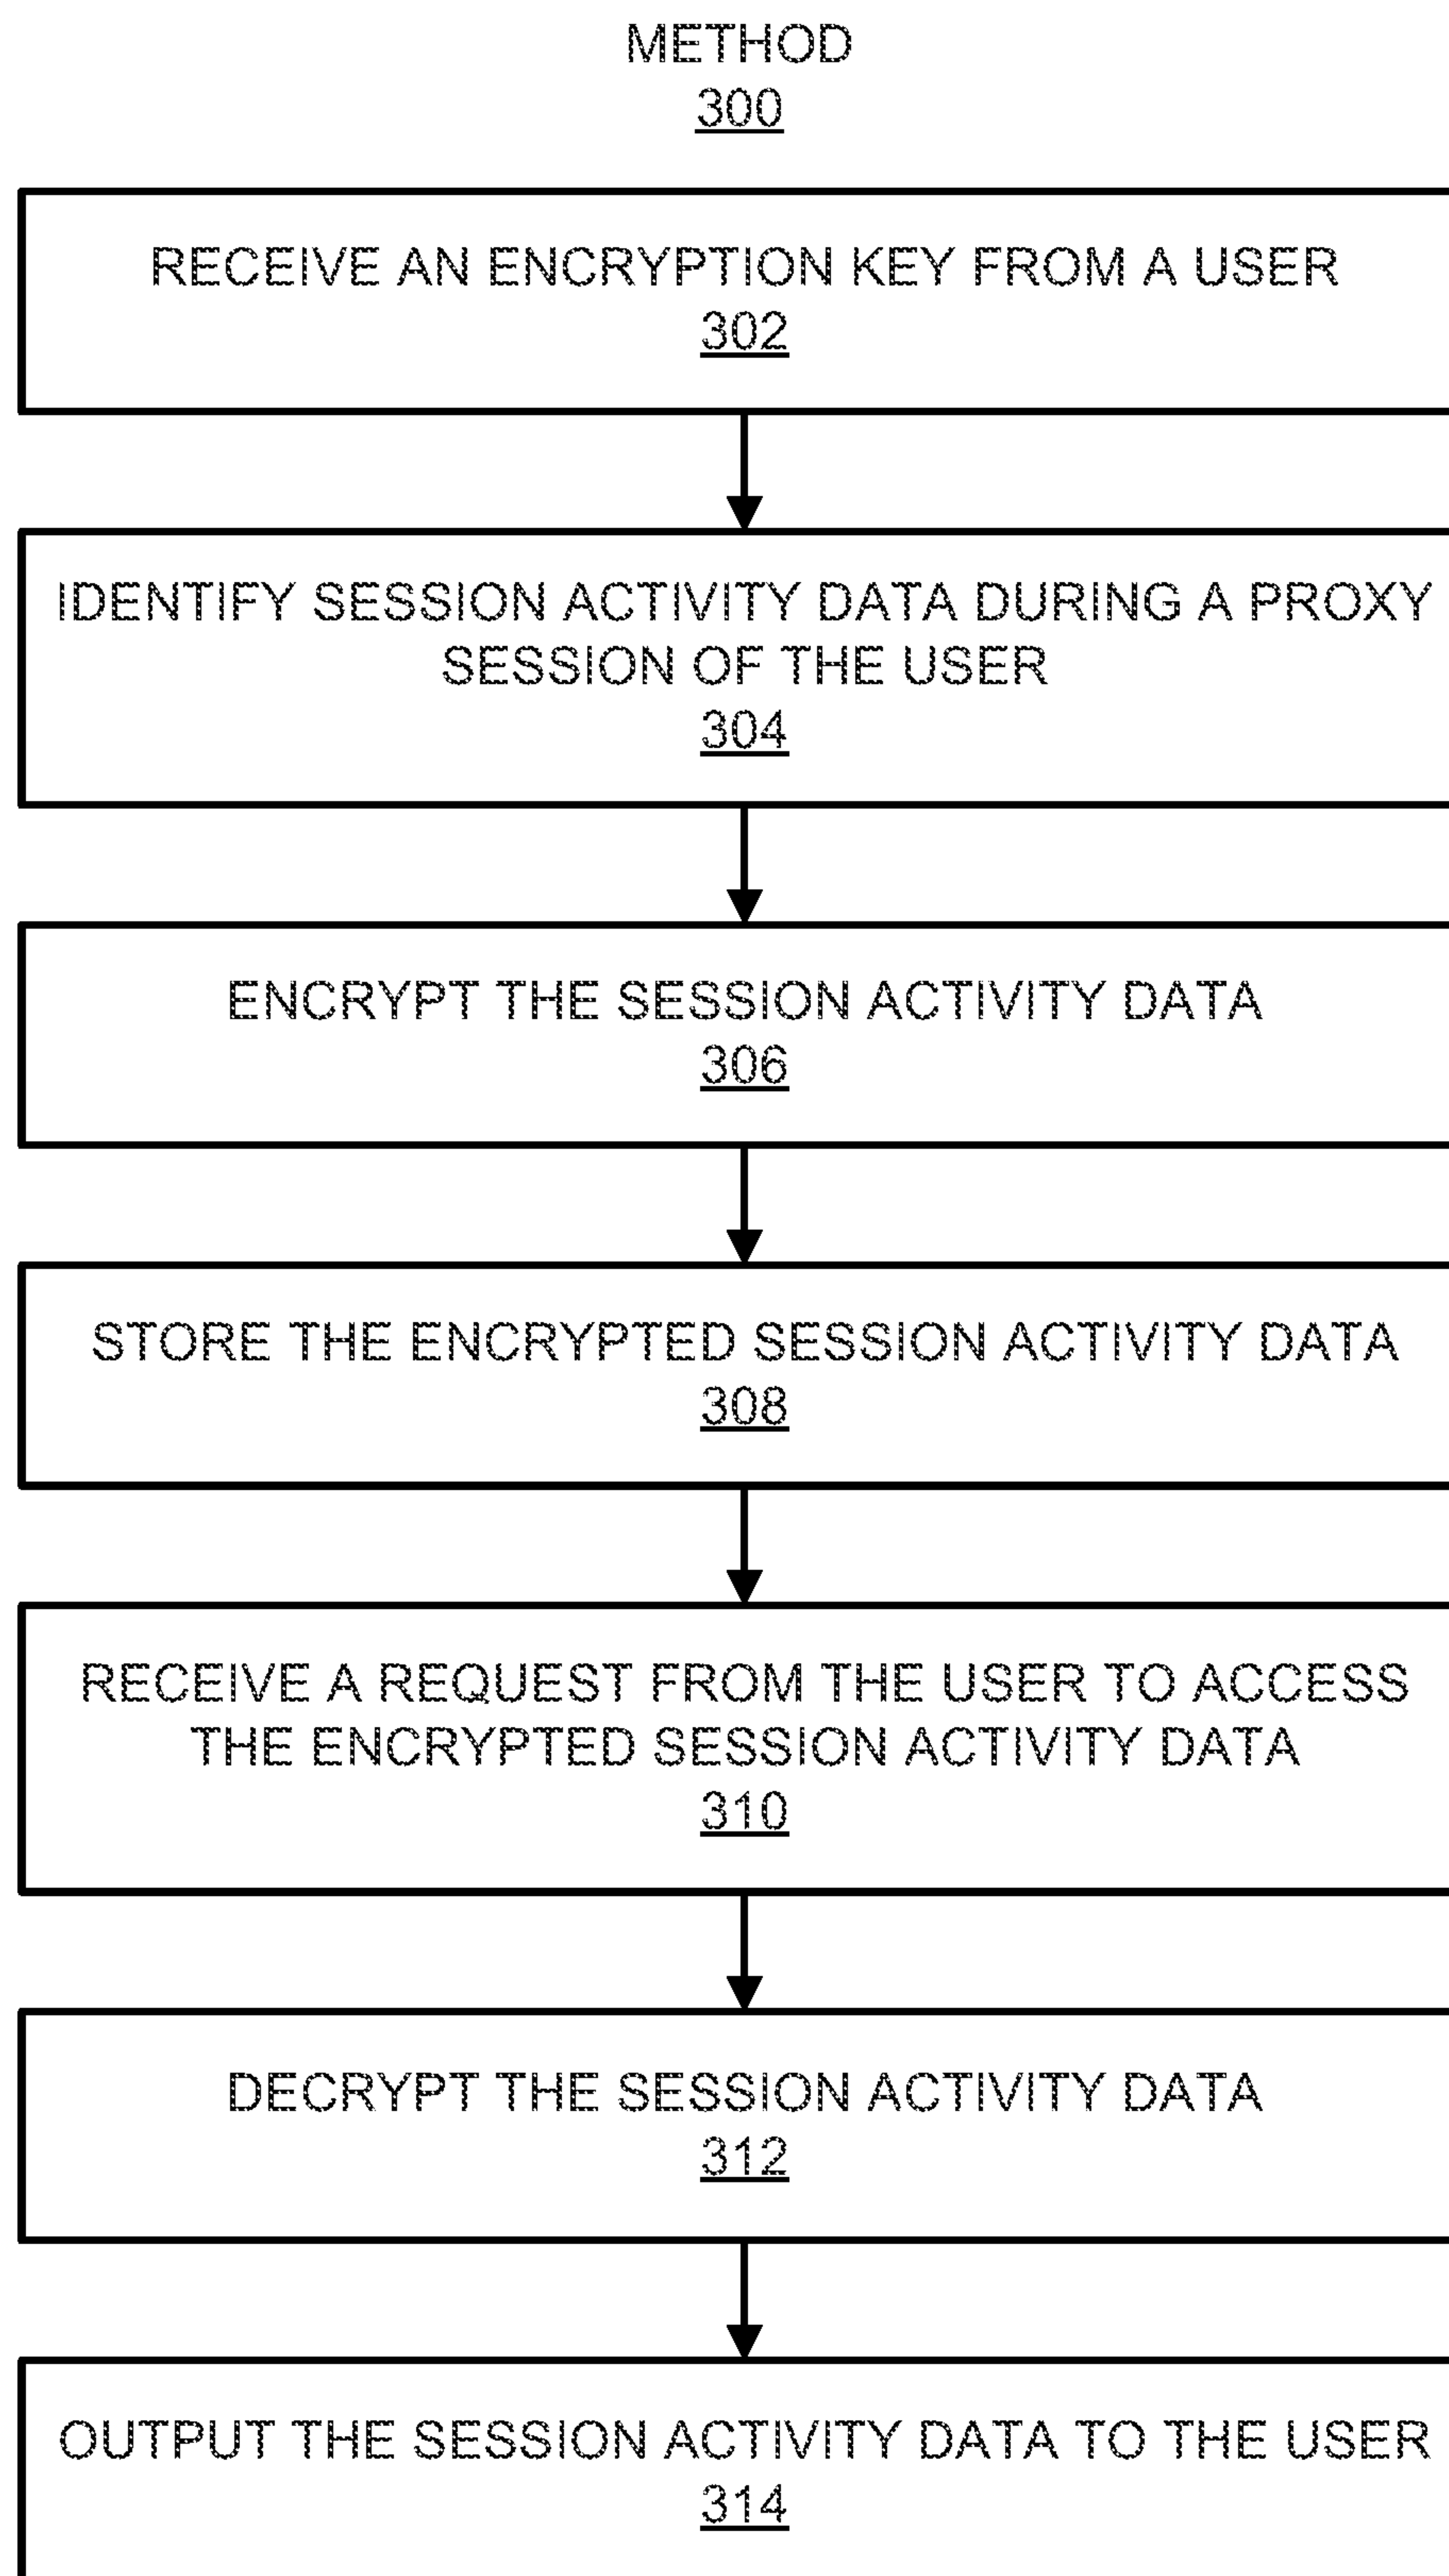 METHOD
300
RECEIVE AN ENCRYPTION KEY FROM A USER
302
IDENTIFY SESSION ACTIVITY DATA DURING A PROXY
SESSION OF THE USER
304
ENCRYPT THE SESSION ACTIVITY DATA
306
STORE THE ENCRYPTED SESSION ACTIVITY DATA
308
RECEIVE A REQUEST FROM THE USER TO ACCESS
THE ENCRYPTED SESSION ACTIVITY DATA
310
DECRYPT THE SESSION ACTIVITY DATA
312
OUTPUT THE SESSION ACTIVITY DATA TO THE USER
314